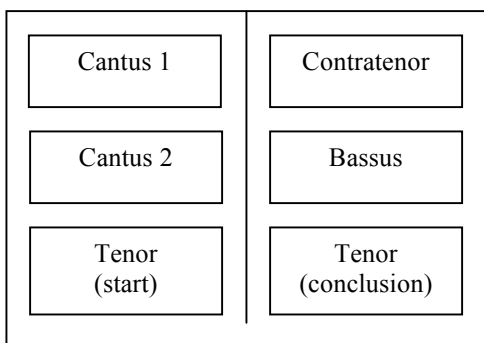 Cantus 1
Cantus 2
Tenor
(start)
Contratenor
Bassus
Tenor
(conclusion)